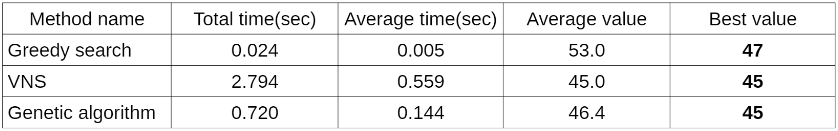 Method name Total time(sec) Average time(sec) Average value Best value
Greedy search 0.024 0.005 53.0 47
VNS 2.794 0.559 45.0 45
Genetic algorithm 0.720 0.144 46.4 45